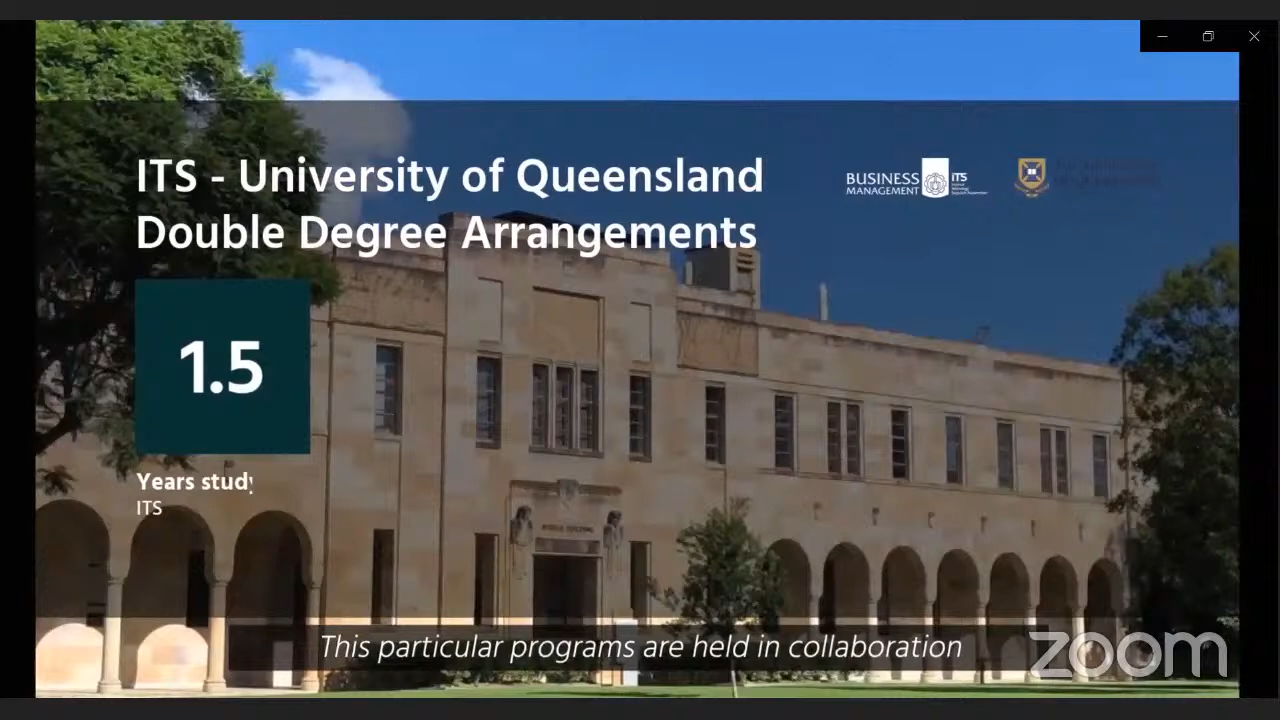 ITS - University of Queensland
Double Degree Arrangements
BUSINESS
MANAGEMENT
ITS
1.5
Years study
ITS
This particular programs are held in collaboration
zoom